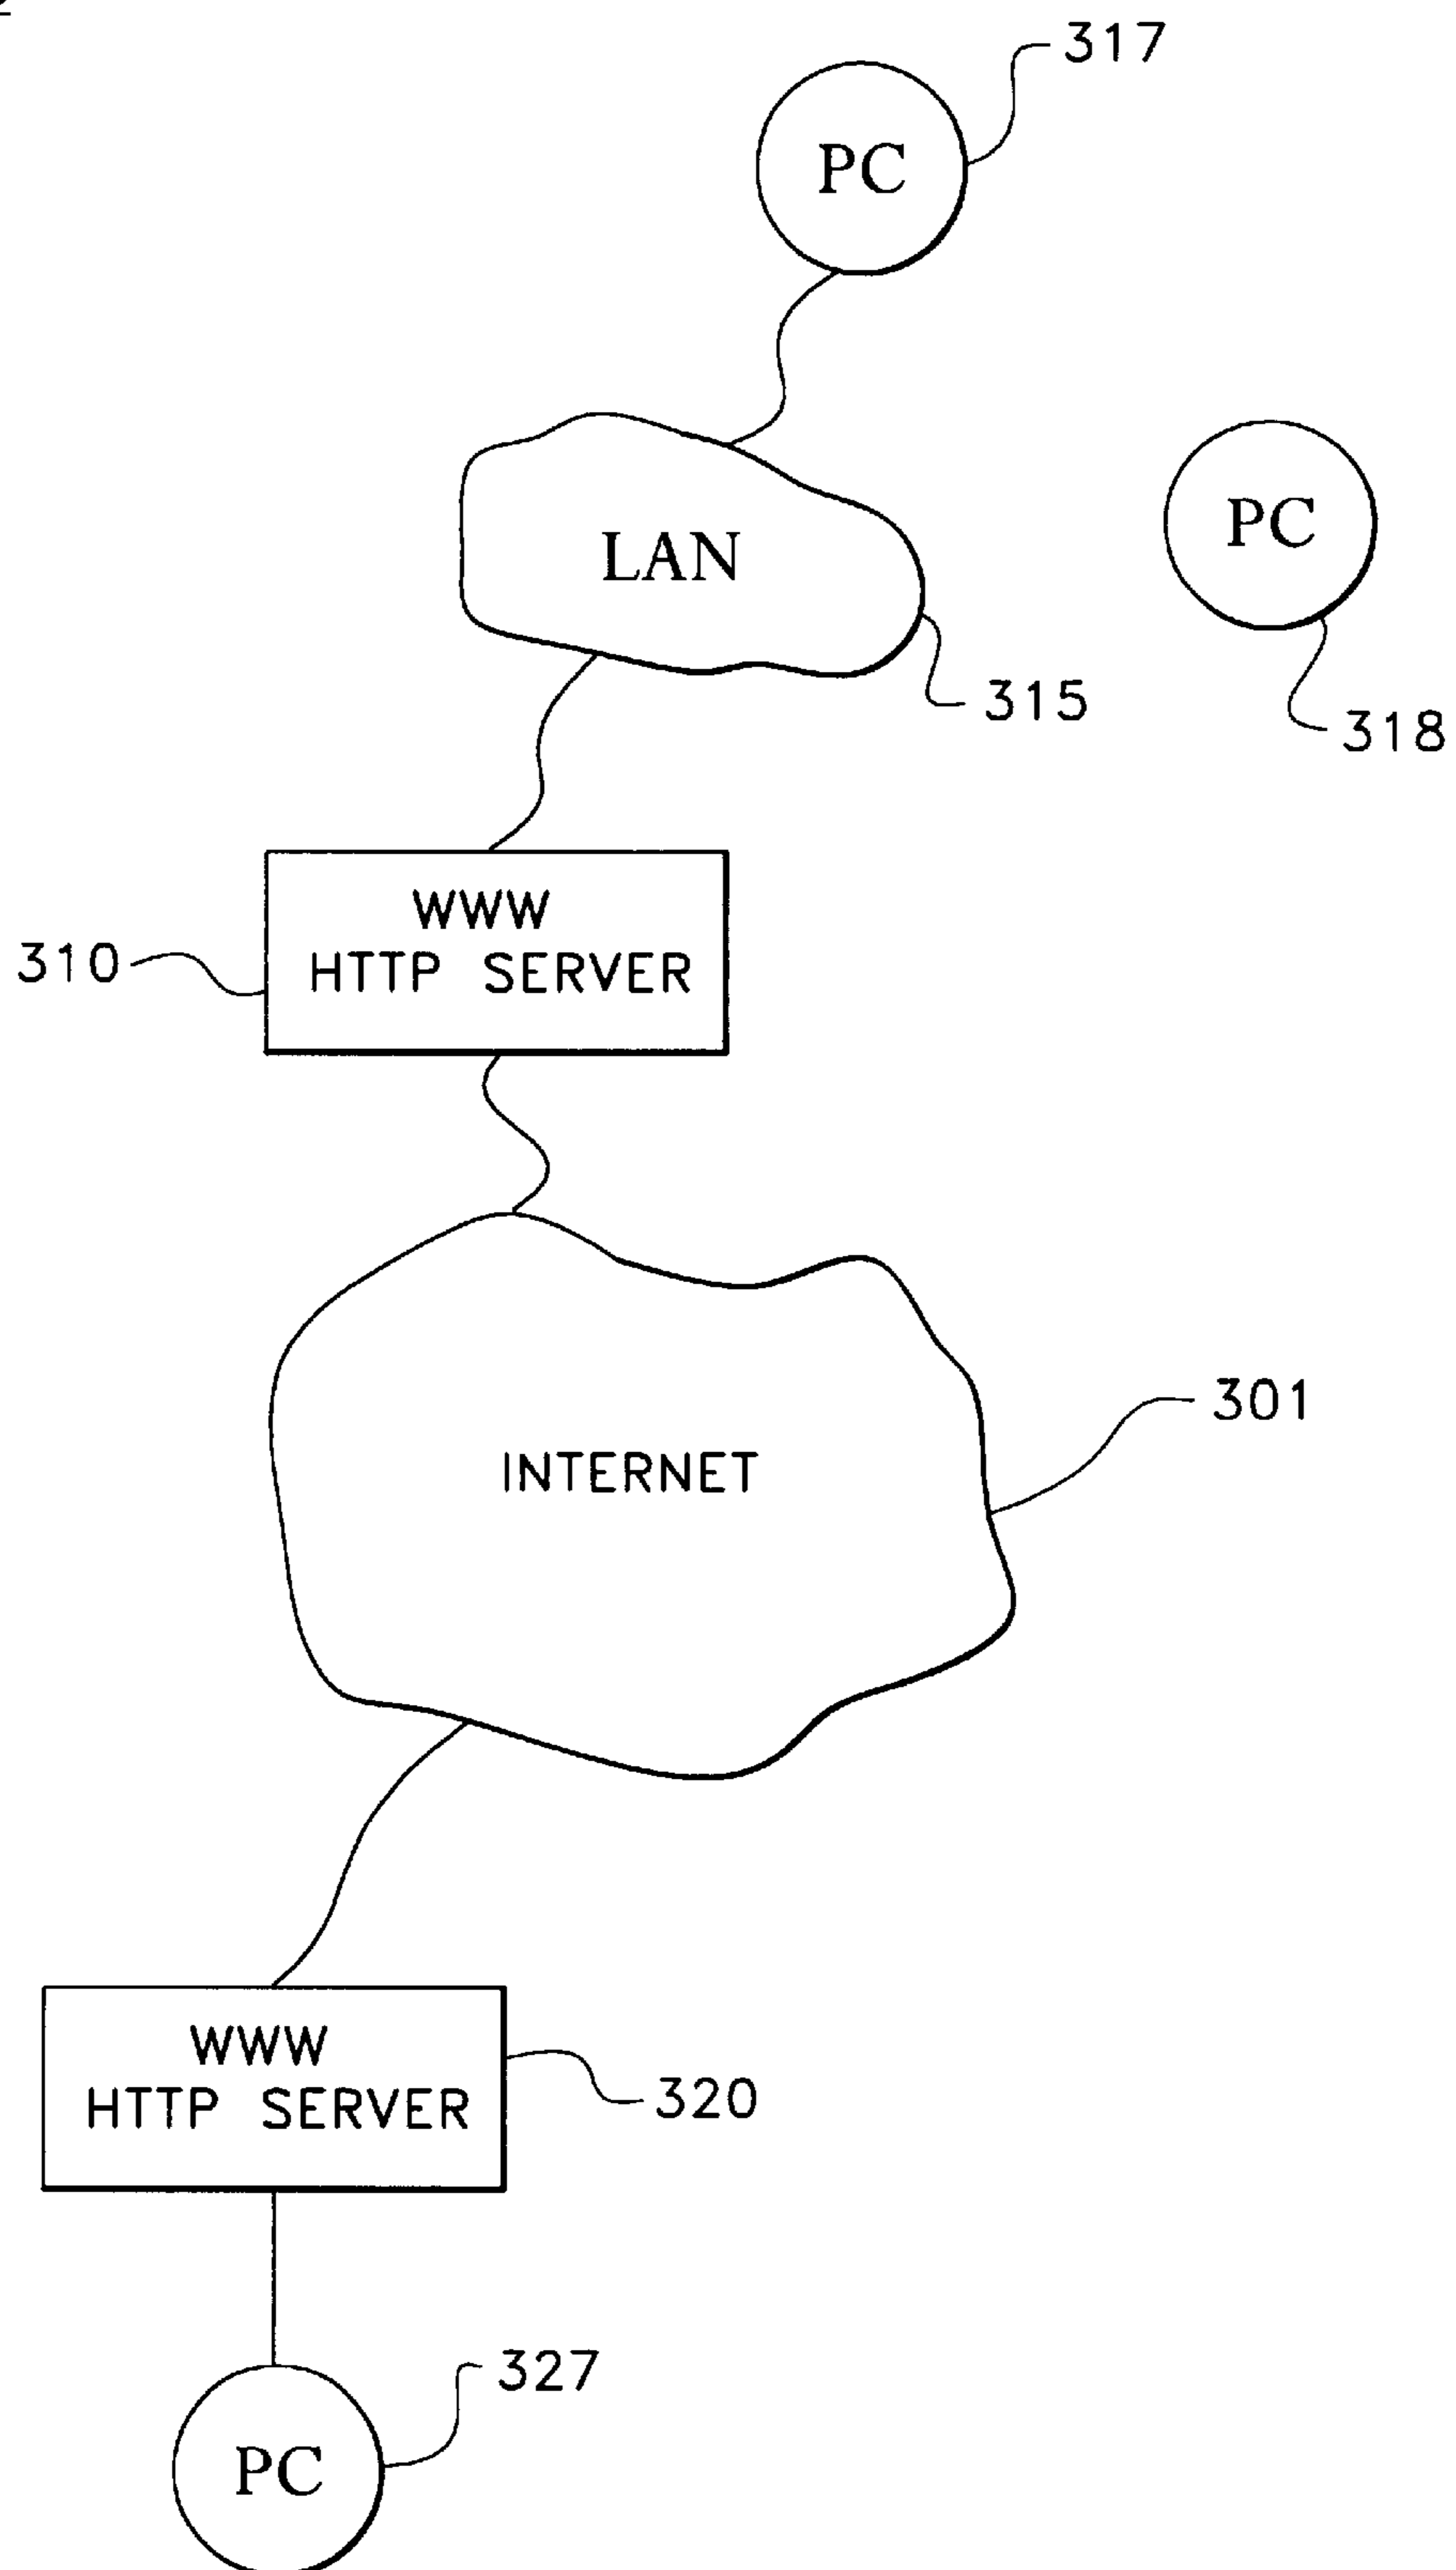 317
PC
PC
LAN
315
318
WWW
310
HTTP SERVER
301
INTERNET
WWW
HTTP SERVER
320
327
PC